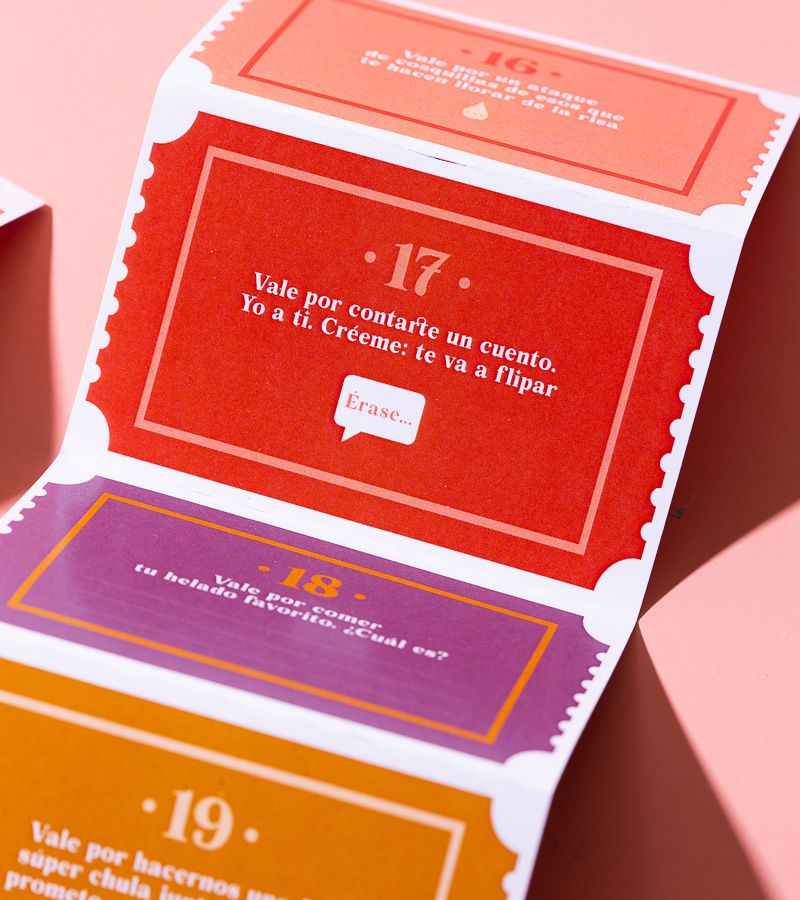 • 16 •
Vale por un ataque
de cosquillas de esos que
te hacen llorar de la risa
• 17 •
Vale por contarte un cuento.
Yo a ti. Créeme: te va a flipar
Érase...
• 18 •
Vale por comer
tu helado favorito. ¿Cuál es?
• 19 •
Vale por hacernos una
súper chula
prometo